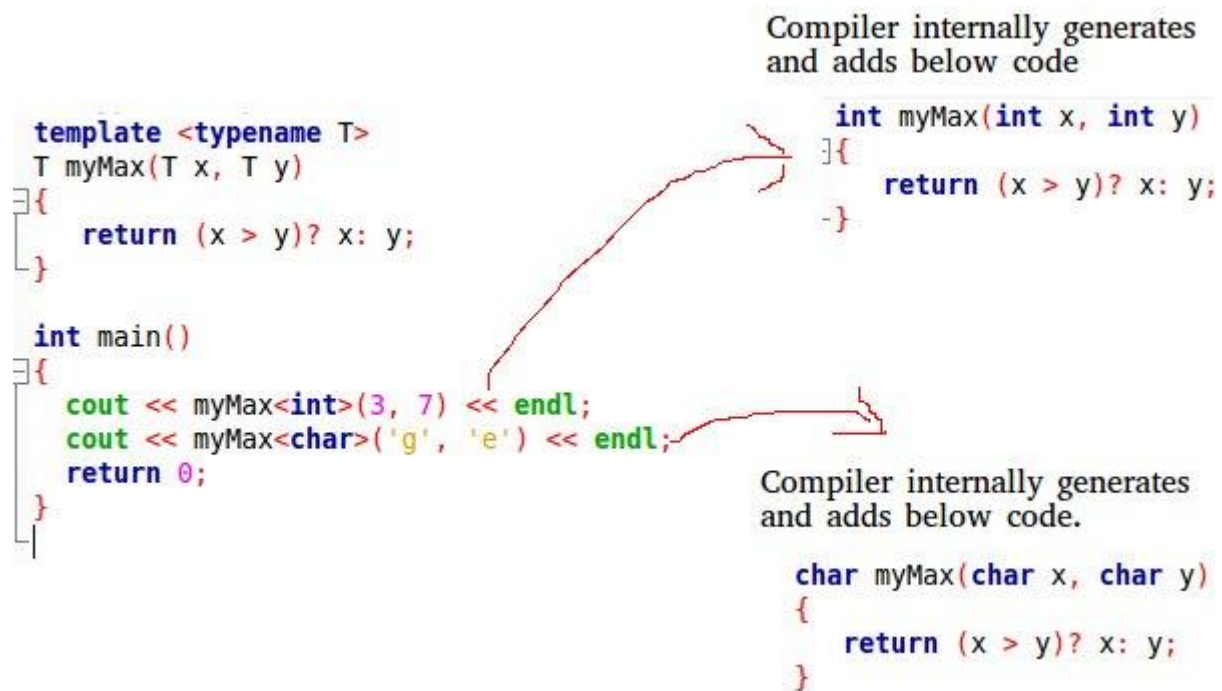 template <typename T>
T myMax(T x, T y)
{
return (x > y)? x: y;
}
int main()
{
cout << myMax<int>(3, 7) << endl;
cout << myMax<char>('g', 'e') << endl;
return 0;
}
Compiler internally generates
and adds below code
int myMax(int x, int y)
{
return (x > y)? x: y;
}
Compiler internally generates
and adds below code.
char myMax(char x, char y)
{
return (x > y)? x: y;
}